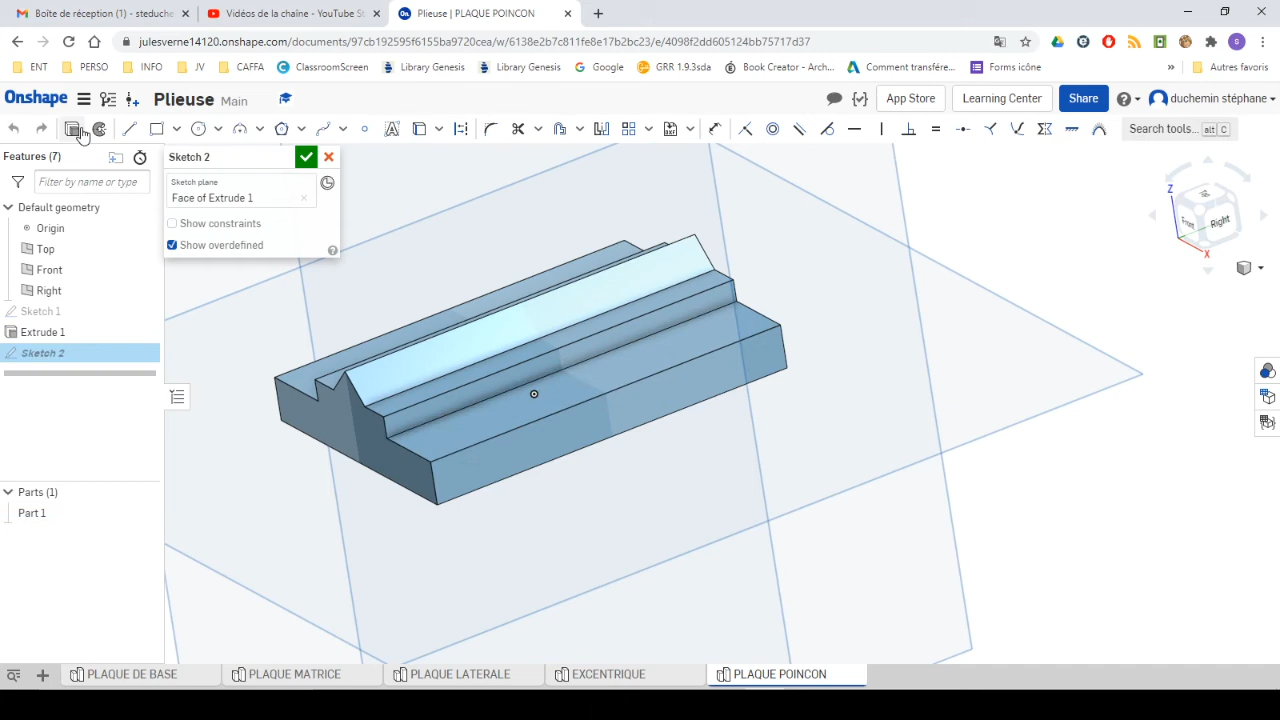 Boîte de réception (1) - steduche
Vidéos de la chaîne - YouTube St
Plieuse | PLAQUE POINCON
julesverne14120.onshape.com/documents/97cb192595f6155ba9720cea/w/6138e2b7c811fe8e17b2bc23/e/4098f2dd605124bb75717d37
ENT
PERSO
INFO
JV
CAFFA
ClassroomScreen
Library Genesis
Library Genesis
Google
GRR 1.9.3sda
Book Creator - Arch...
Comment transfére...
Forms icône
»
Autres favoris
Onshape
Plieuse Main
App Store
Learning Center
Share
duchemin stéphane
Search tools... alt C
Features (7)
Filter by name or type
Default geometry
Origin
Top
Front
Right
Sketch 1
Extrude 1
Sketch 2
Parts (1)
Part 1
Sketch 2
Sketch plane
Face of Extrude 1
Show constraints
Show overdefined
Z
Front
Right
X
PLAQUE DE BASE
PLAQUE MATRICE
PLAQUE LATERALE
EXCENTRIQUE
PLAQUE POINCON